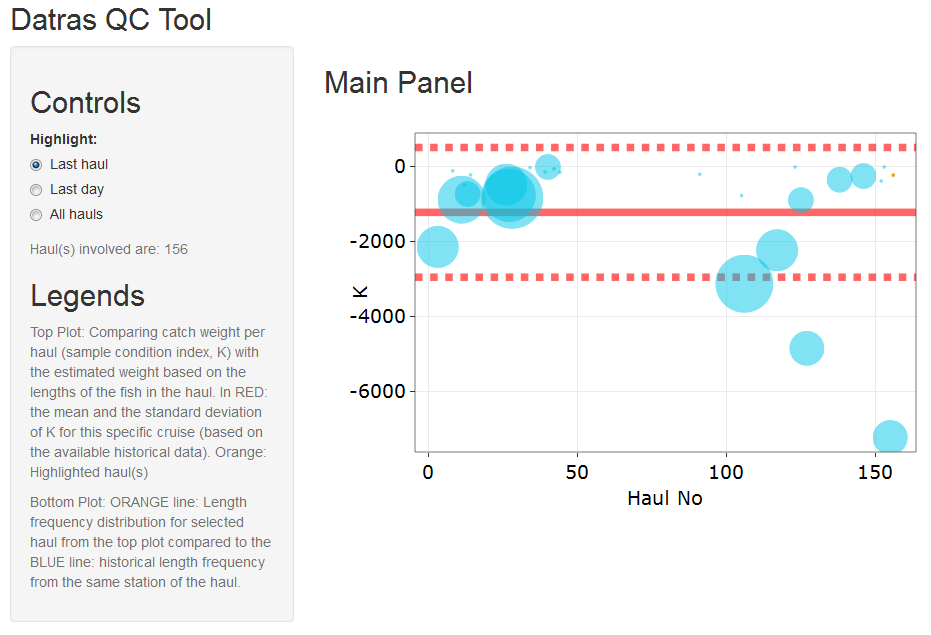 Datras QC Tool
Controls
Highlight:
Last haul
Last day
All hauls
Haul(s) involved are: 156
Legends
Top Plot: Comparing catch weight per
haul (sample condition index, K) with
the estimated weight based on the
lengths of the fish in the haul. In RED:
the mean and the standard deviation
of K for this specific cruise (based on
the available historical data). Orange:
Highlighted haul(s)
Bottom Plot: ORANGE line: Length
frequency distribution for selected
haul from the top plot compared to the
BLUE line: historical length frequency
from the same station of the haul.
Main Panel
0
-2000
-4000
-6000
K
0 50 100 150
Haul No